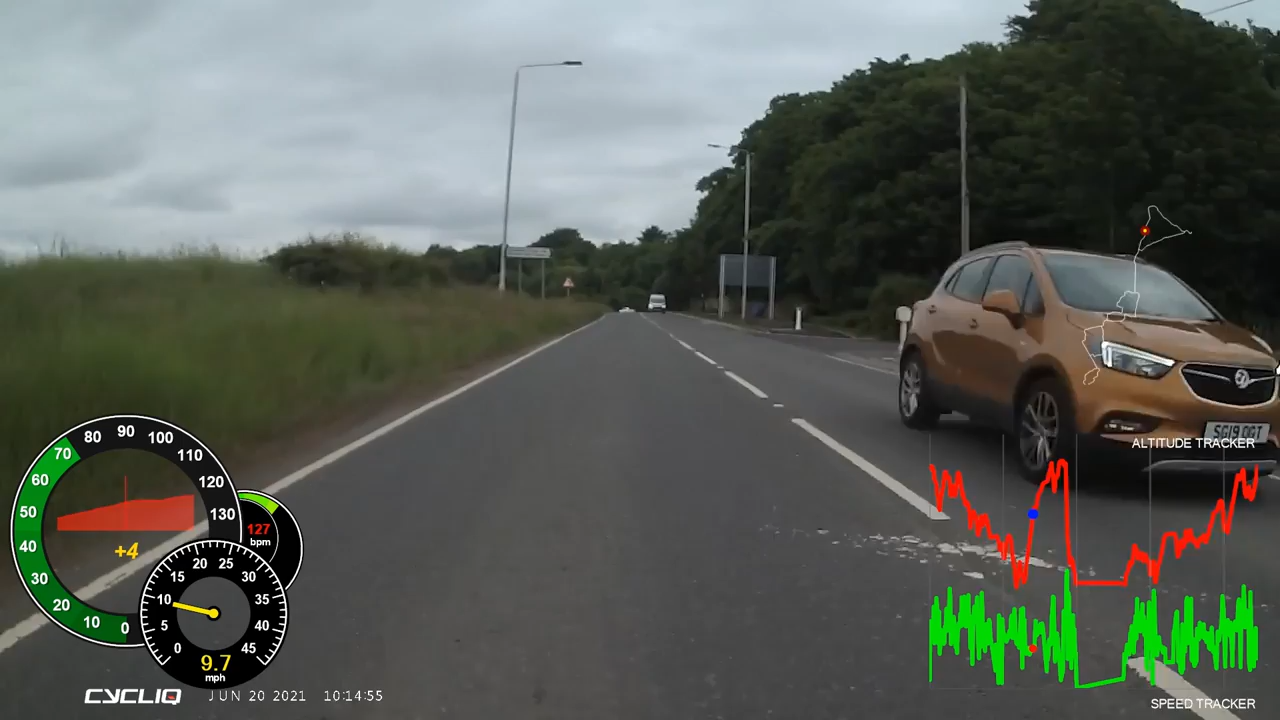 SG19 OGT
ALTITUDE TRACKER
0 10 20 30 40 50 60 70 80 90 100 110 120 130
+4
127
bpm
0 5 10 15 20 25 30 35 40 45
9.7
mph
CYCLIQ JUN 20 2021 10:14:55
SPEED TRACKER